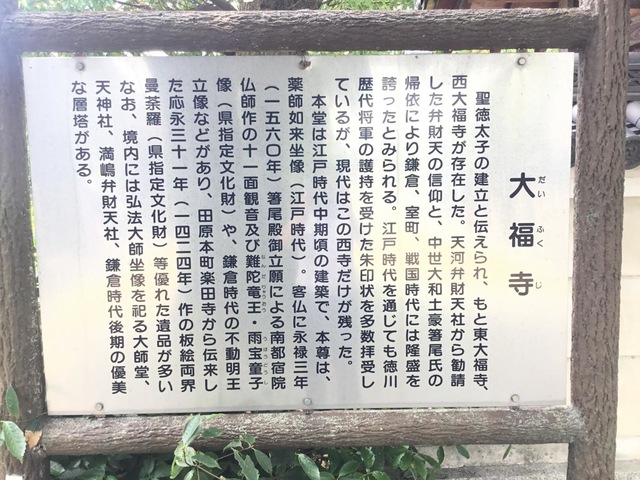 大福寺
だいふくじ
聖徳太子の建立と伝えられ、もと東大福寺、
西大福寺が存在した。天河弁財天社から勧請
した弁財天の信仰と、中世大和土豪箸尾氏の
帰依により鎌倉、室町、戦国時代には隆盛を
誇ったとみられる。江戸時代を通じても徳川
歴代将軍の護持を受けた朱印状を多数拝受し
ているが、現代はこの西寺だけが残った。
本堂は江戸時代中期頃の建築で、本尊は、
薬師如来坐像（江戸時代）。客仏に永禄三年
（一五六〇年）箸尾殿御立願による南都宿院
仏師作の十一面観音及び難陀竜王・雨宝童子
像（県指定文化財）や、鎌倉時代の不動明王
立像などがあり、田原本町楽田寺から伝来し
た応永三十一年（一四二四年）作の板絵両界
曼荼羅（県指定文化財）等優れた遺品が多い
なお、境内には弘法大師坐像を祀る大師堂、
天神社、満嶋弁財天社、鎌倉時代後期の優美
な層塔がある。